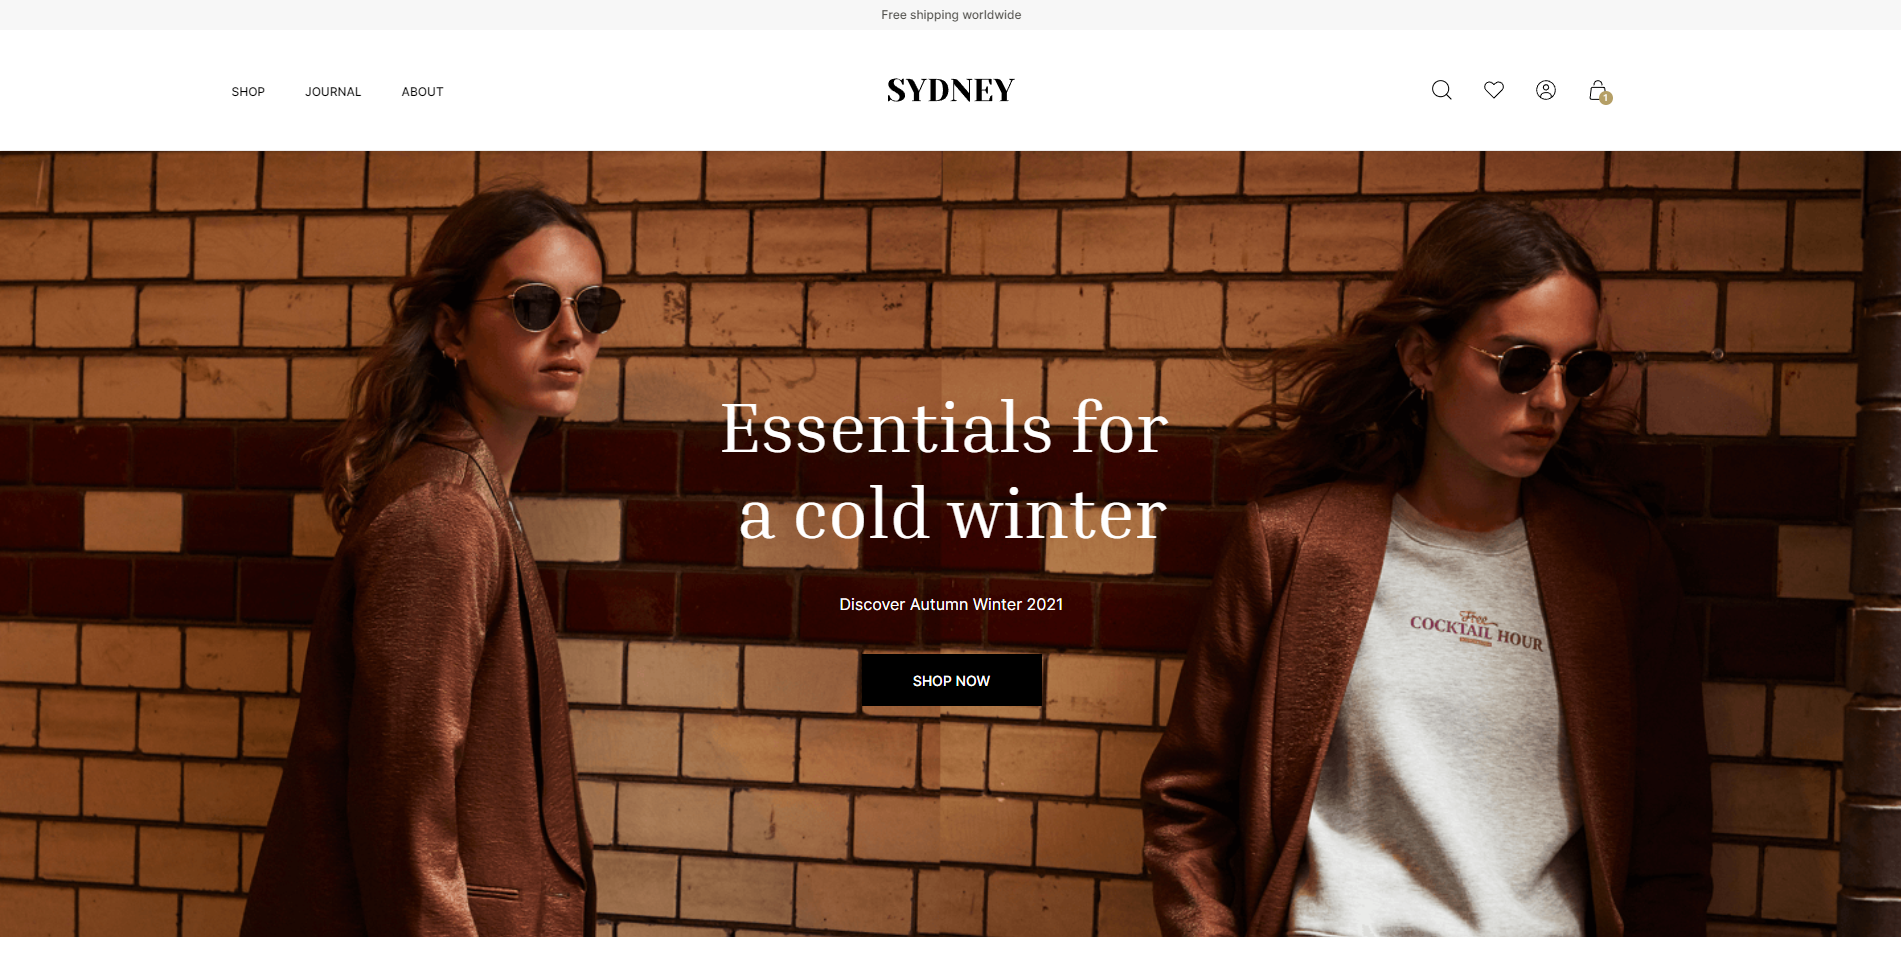 Free shipping worldwide
SHOP JOURNAL ABOUT
SYDNEY
1
Essentials for
a cold winter
Discover Autumn Winter 2021
SHOP NOW
Free
COCKTAIL HOUR